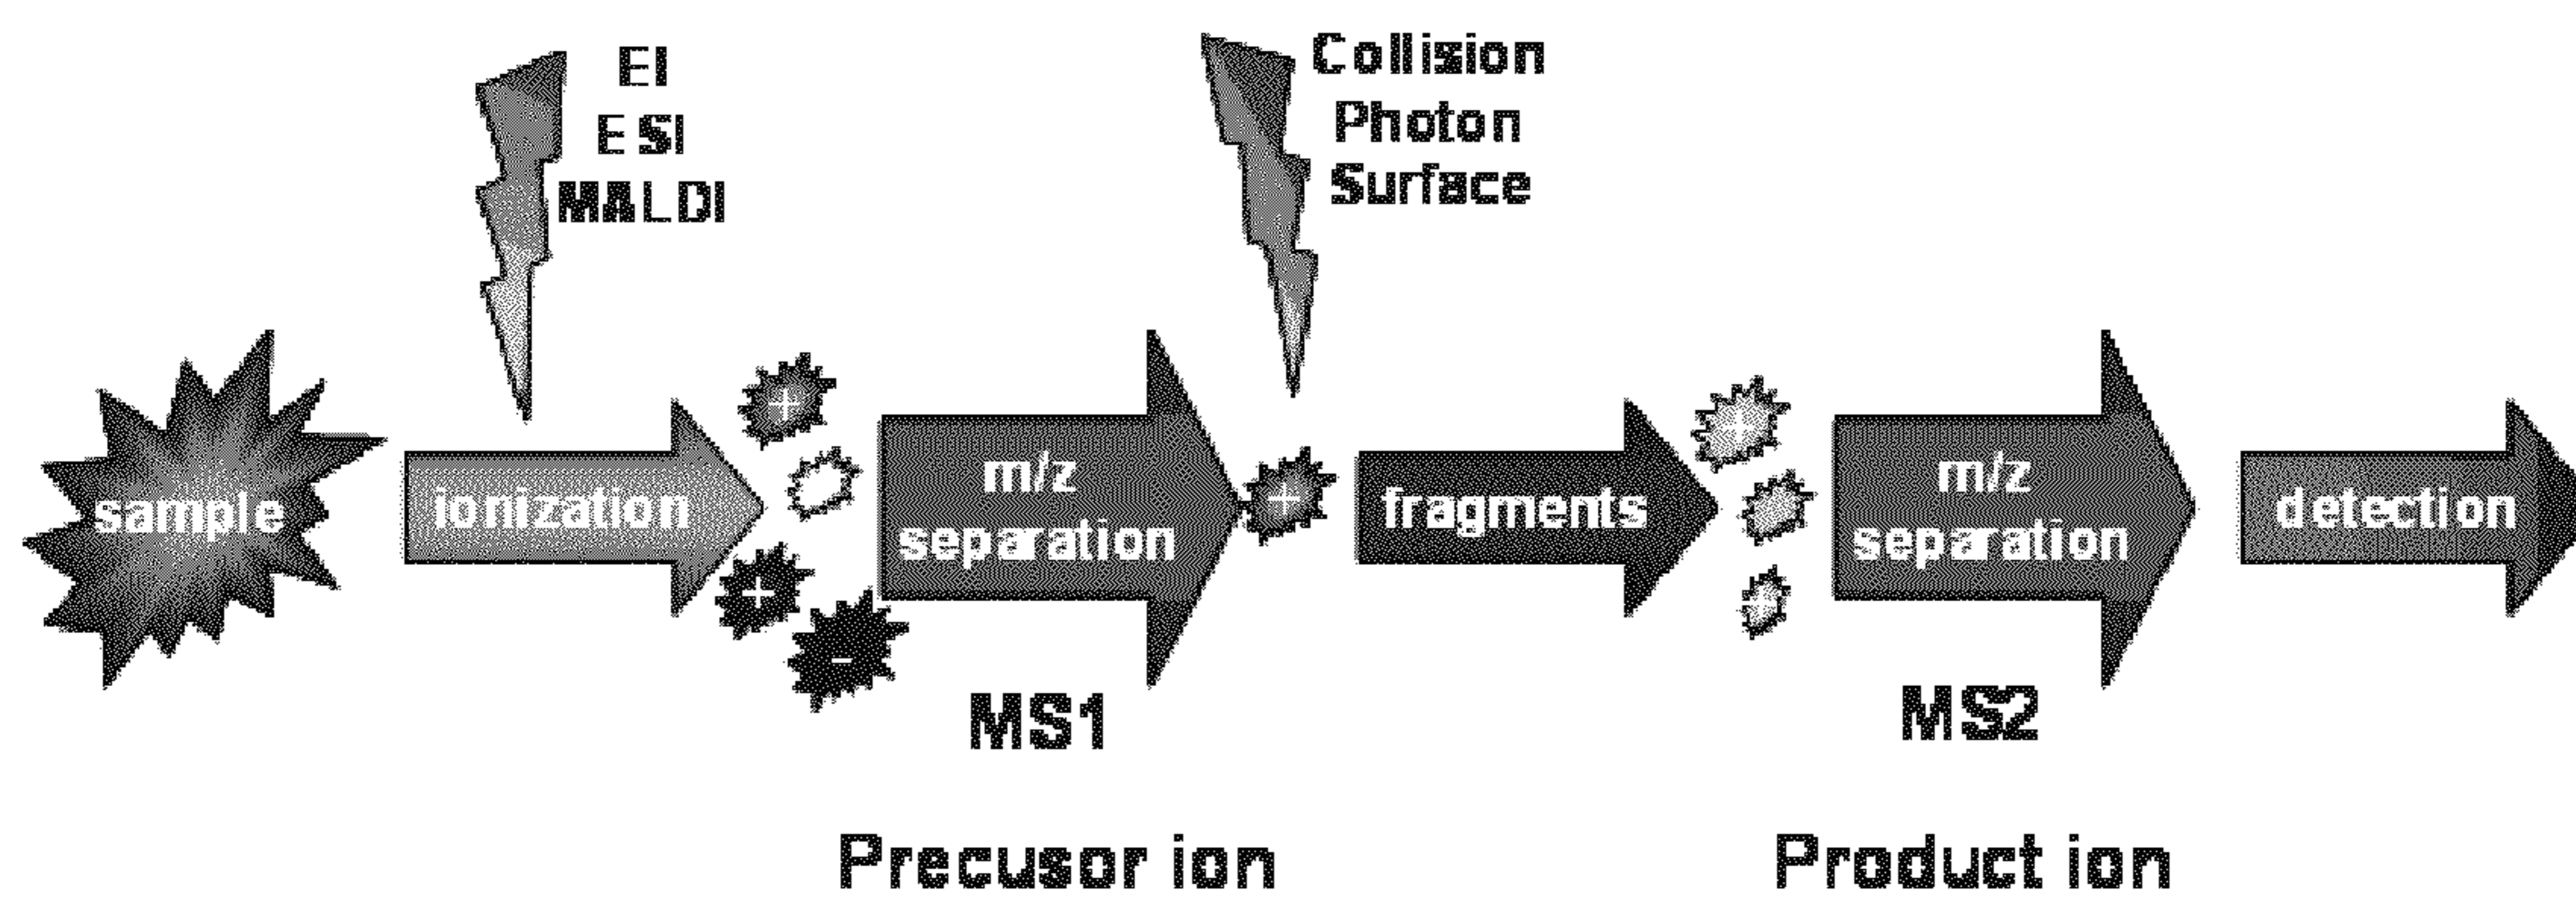 EI
ESI
MALDI
Collision
Photon
Surface
sample
ionization
+
+
-
m/z
separation
+
fragments
+
+
m/z
separation
detection
MS1
MS2
Precusor ion
Product ion